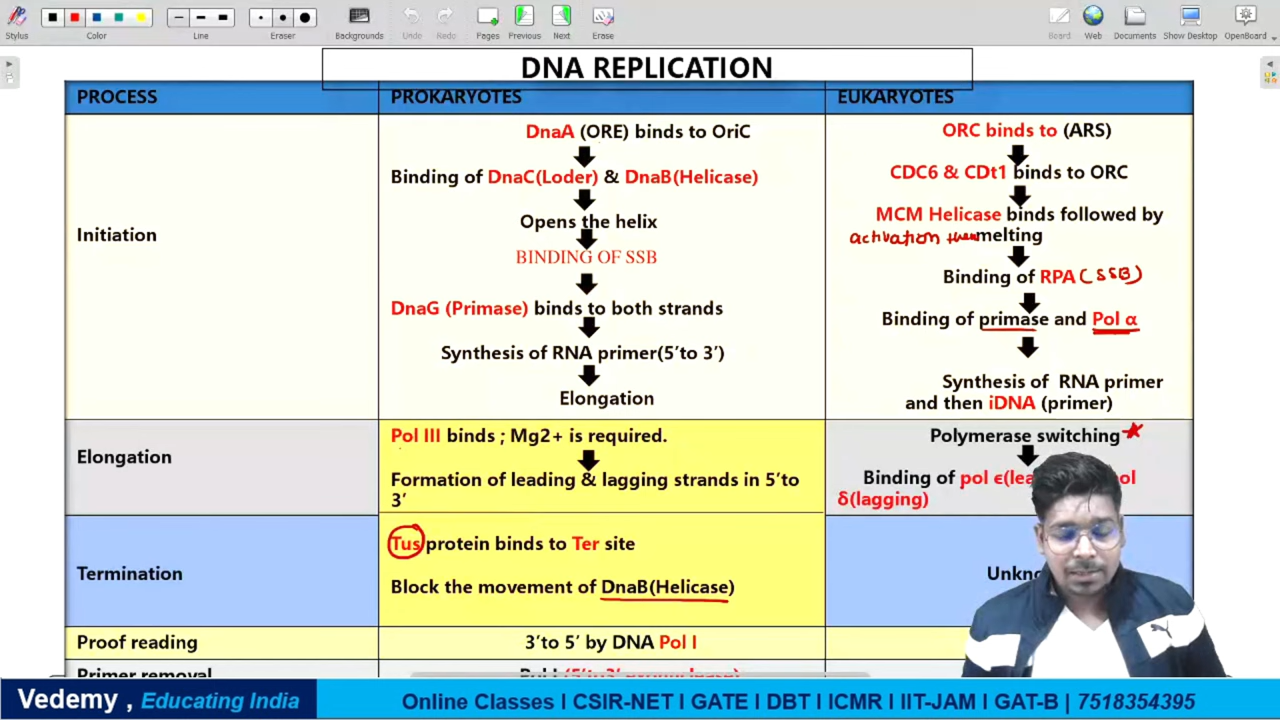 Stylus
Color
Line
Eraser
Backgrounds
Undo
Redo
Pages
Previous
Next
Erase
Board
Web
Documents
Show Desktop
OpenBoard
DNA REPLICATION
PROCESS
PROKARYOTES
EUKARYOTES
Initiation
DnaA (ORE) binds to OriC
Binding of DnaC(Loder) & DnaB(Helicase)
Opens the helix
BINDING OF SSB
DnaG (Primase) binds to both strands
Synthesis of RNA primer(5’to 3’)
Elongation
ORC binds to (ARS)
CDC6 & CDt1 binds to ORC
MCM Helicase binds followed by
activation then melting
Binding of RPA (SSB)
Binding of primase and Pol α
Synthesis of RNA primer
and then iDNA (primer)
Elongation
Pol III binds ; Mg2+ is required.
Formation of leading & lagging strands in 5’to
3’
Polymerase switching
Binding of pol ϵ(lea pol
δ(lagging)
Termination
Tus protein binds to Ter site
Block the movement of DnaB(Helicase)
Proof reading
3’to 5’ by DNA Pol I
Primer removal
Vedemy , Educating India
Online Classes I CSIR-NET I GATE I DBT I ICMR I IIT-JAM I GAT-B | 7518354395